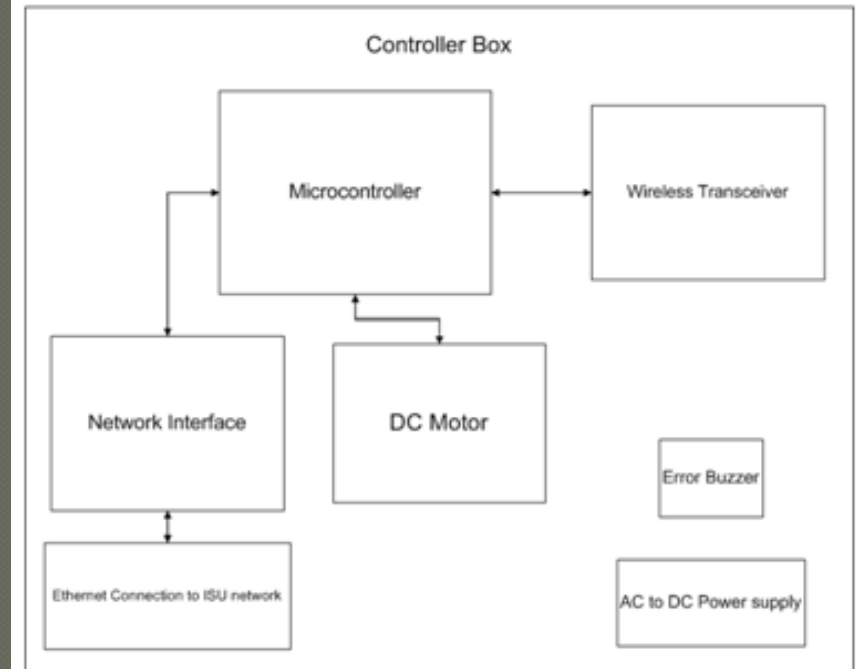 Controller Box
Microcontroller
Wireless Transceiver
Network Interface
DC Motor
Error Buzzer
Ethernet Connection to ISU network
AC to DC Power supply